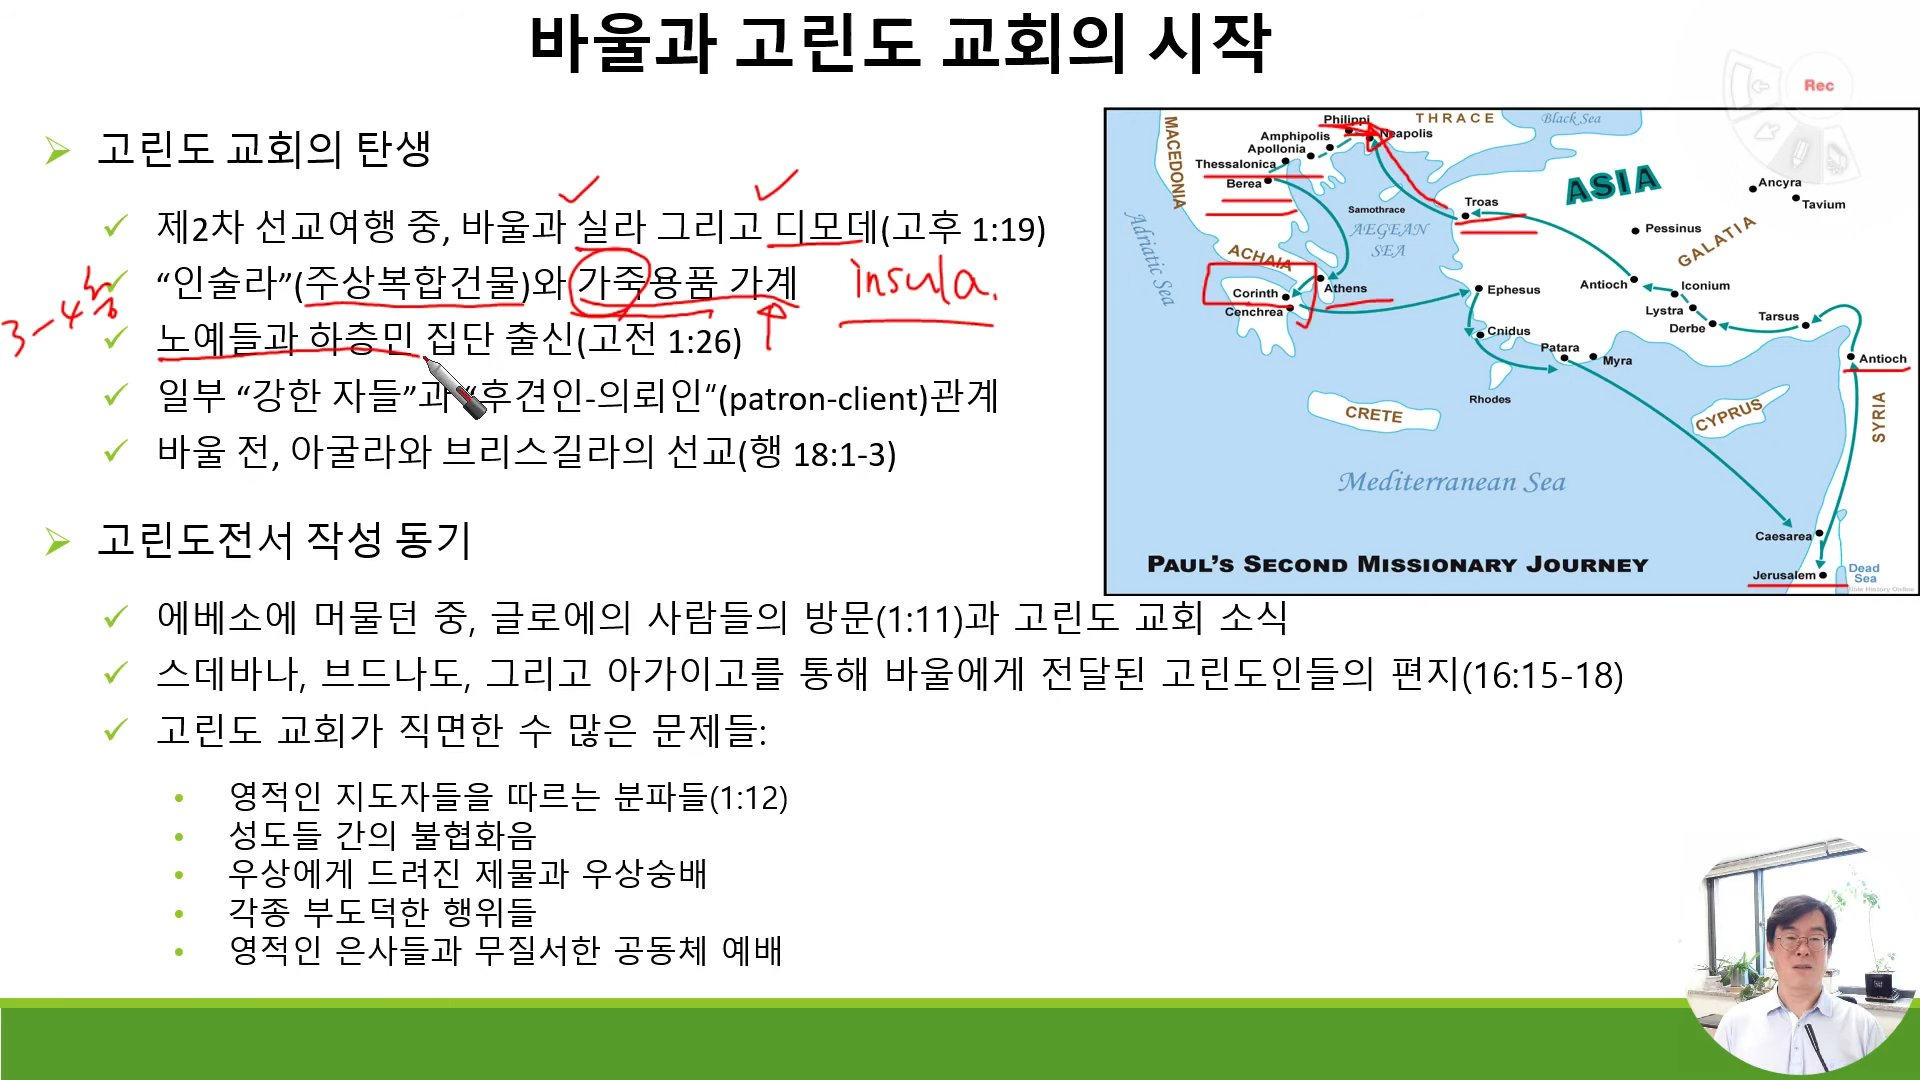 바울과 고린도 교회의 시작
Rec
고린도 교회의 탄생
제2차 선교여행 중, 바울과 실라 그리고 디모데(고후 1:19)
“인술라”(주상복합건물)와 가죽용품 가계
insula.
3-4층
노예들과 하층민 집단 출신(고전 1:26)
일부 “강한 자들”과 “후견인-의뢰인“(patron-client)관계
바울 전, 아굴라와 브리스길라의 선교(행 18:1-3)
MACEDONIA
Philippi
Neapolis
THRACE
Black Sea
Amphipolis
Apollonia
Thessalonica
Berea
ASIA
Ancyra
Tavium
Troas
Samothrace
AEGEAN
SEA
Pessinus
GALATIA
Adriatic Sea
ACHAIA
Athens
Corinth
Cenchrea
Ephesus
Antioch
Iconium
Lystra
Derbe
Tarsus
Cnidus
Patara
Myra
Antioch
Rhodes
CRETE
CYPRUS
SYRIA
Mediterranean Sea
Caesarea
PAUL'S SECOND MISSIONARY JOURNEY
Jerusalem
Dead
Sea
고린도전서 작성 동기
에베소에 머물던 중, 글로에의 사람들의 방문(1:11)과 고린도 교회 소식
스데바나, 브드나도, 그리고 아가이고를 통해 바울에게 전달된 고린도인들의 편지(16:15-18)
고린도 교회가 직면한 수 많은 문제들:
영적인 지도자들을 따르는 분파들(1:12)
성도들 간의 불협화음
우상에게 드려진 제물과 우상숭배
각종 부도덕한 행위들
영적인 은사들과 무질서한 공동체 예배